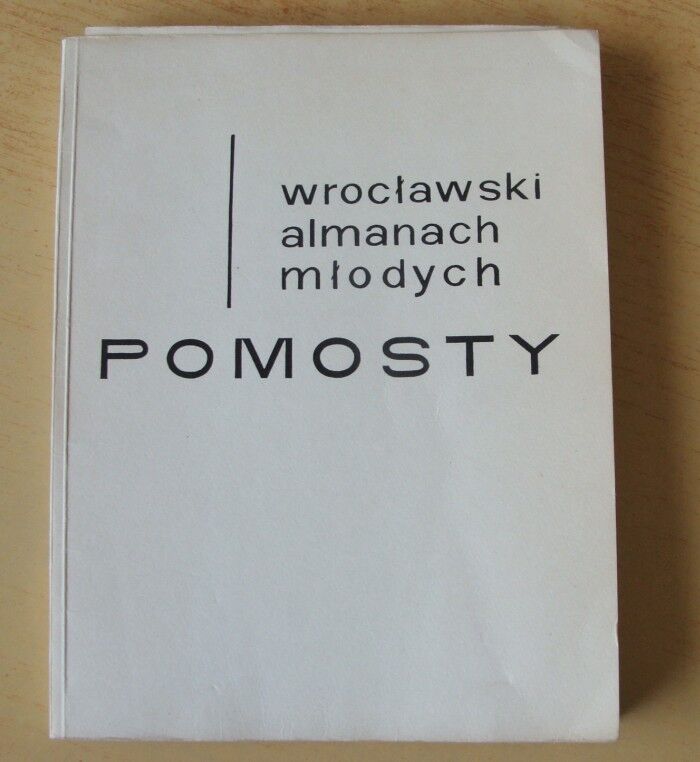 wrocławski
almanach
młodych
POMOSTY